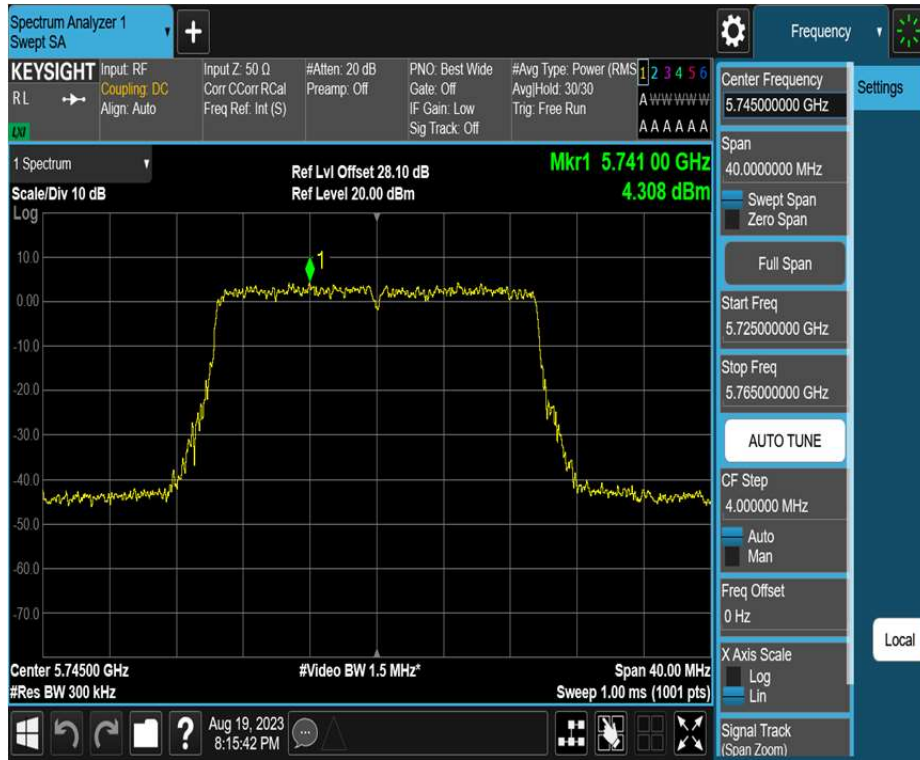 Spectrum Analyzer 1
Swept SA
+
Frequency
KEYSIGHT
R L
LXI
Input: RF
Coupling: DC
Align: Auto
Input Z: 50 Ω
Corr CCorr RCal
Freq Ref: Int (S)
#Atten: 20 dB
Preamp: Off
PNO: Best Wide
Gate: Off
IF Gain: Low
Sig Track: Off
#Avg Type: Power (RMS
Avg|Hold: 30/30
Trig: Free Run
1 2 3 4 5 6
A W W W W W
A A A A A A
1 Spectrum
Scale/Div 10 dB
Log
Ref Lvl Offset 28.10 dB
Ref Level 20.00 dBm
Mkr1 5.741 00 GHz
4.308 dBm
1
10.0
0.00
-10.0
-20.0
-30.0
-40.0
-50.0
-60.0
-70.0
Center 5.74500 GHz
#Res BW 300 kHz
#Video BW 1.5 MHz*
Span 40.00 MHz
Sweep 1.00 ms (1001 pts)
?
Aug 19, 2023
8:15:42 PM
Center Frequency
5.745000000 GHz
Settings
Span
40.0000000 MHz
Swept Span
Zero Span
Full Span
Start Freq
5.725000000 GHz
Stop Freq
5.765000000 GHz
AUTO TUNE
CF Step
4.000000 MHz
Auto
Man
Freq Offset
0 Hz
X Axis Scale
Log
Lin
Local
Signal Track
(Span Zoom)